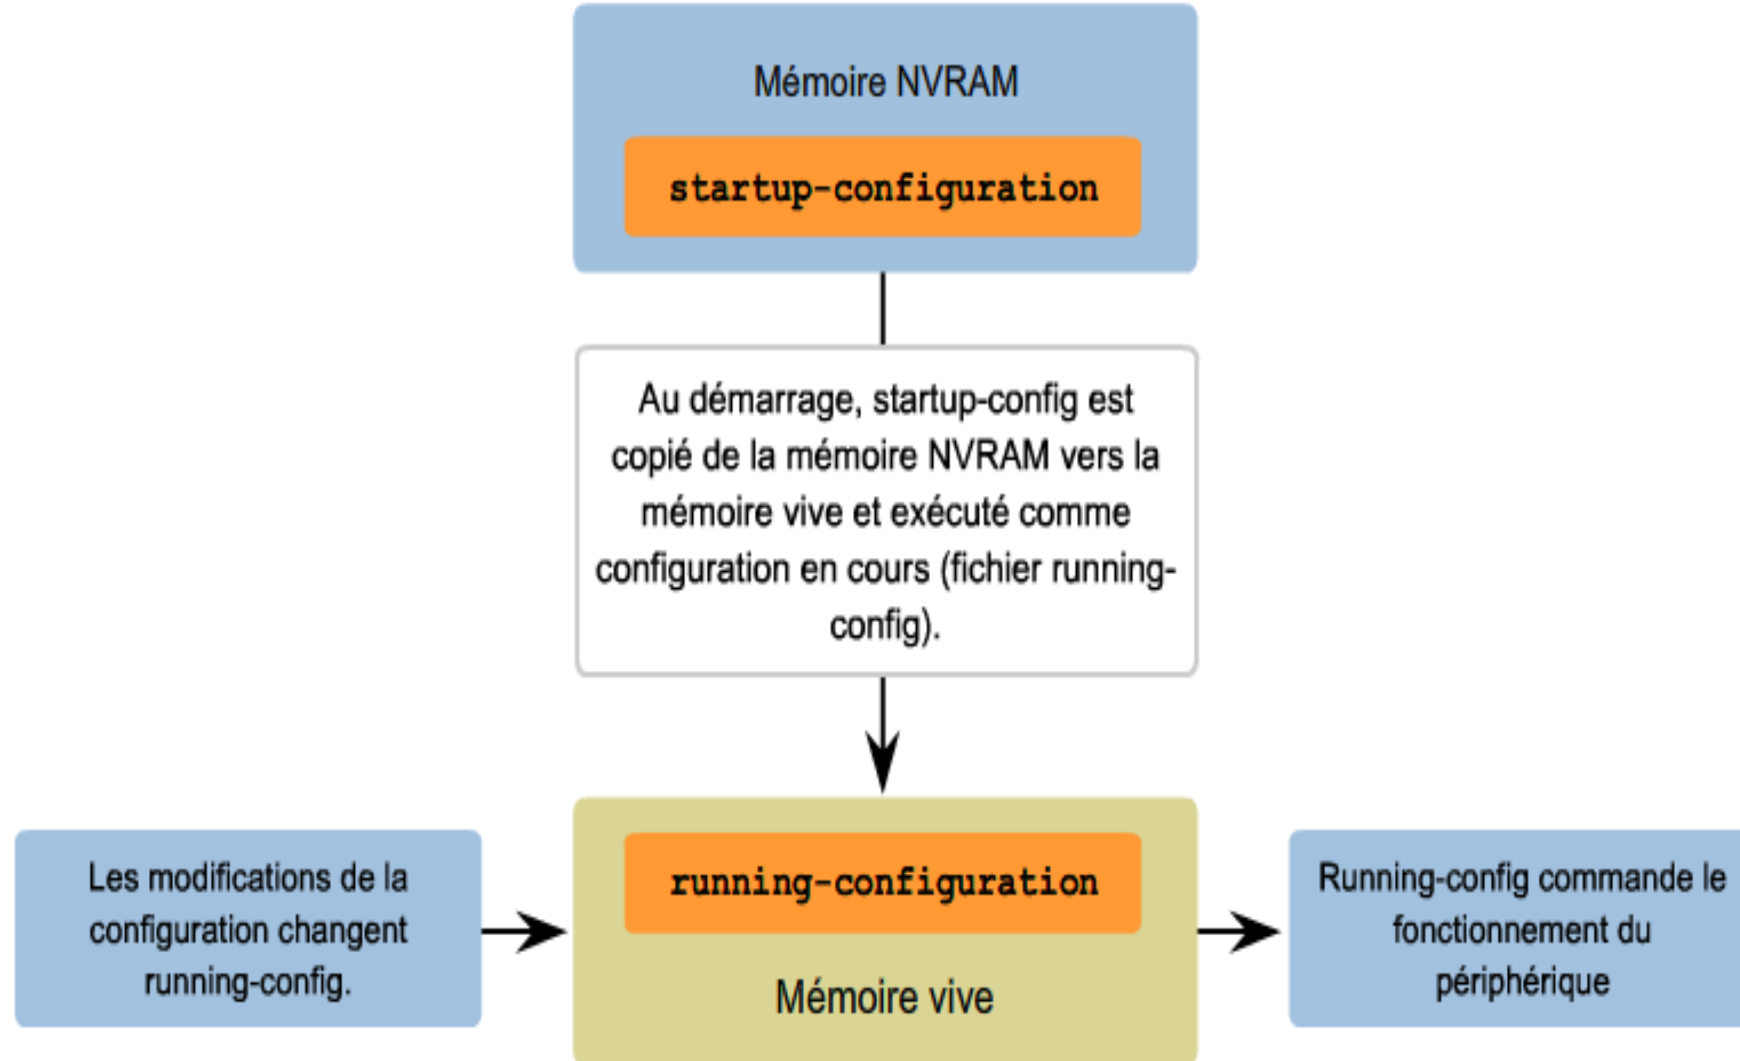 Mémoire NVRAM
startup-configuration
Au démarrage, startup-config est
copié de la mémoire NVRAM vers la
mémoire vive et exécuté comme
configuration en cours (fichier running-
config).
Les modifications de la
configuration changent
running-config.
running-configuration
Mémoire vive
Running-config commande le
fonctionnement du
périphérique